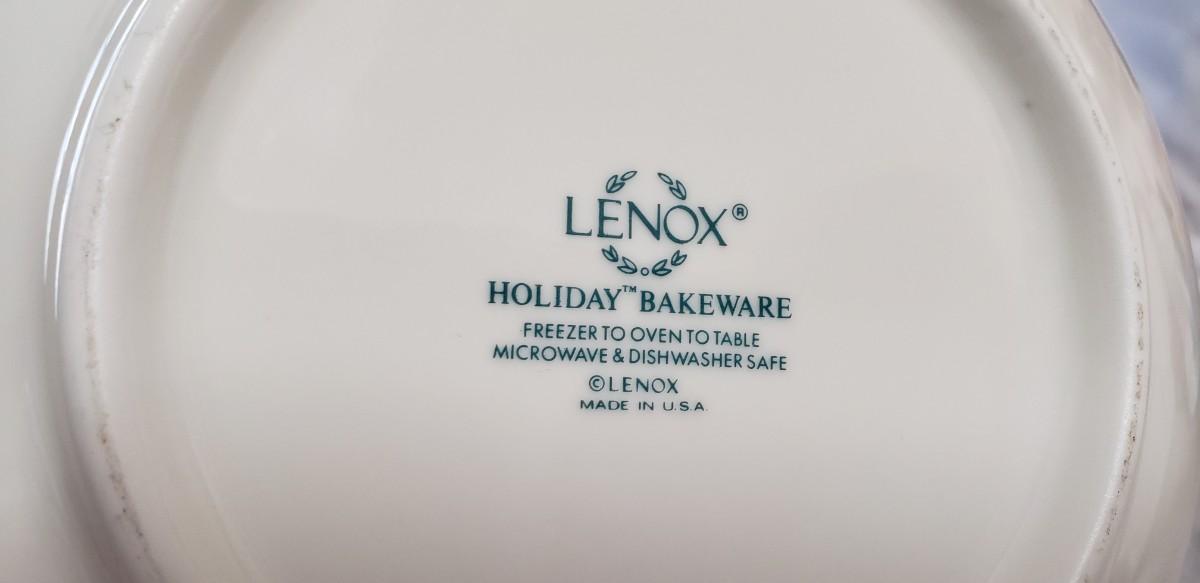 LENOX®
HOLIDAY™ BAKEWARE
FREEZER TO OVEN TO TABLE
MICROWAVE & DISHWASHER SAFE
©LENOX
MADE IN U.S.A.